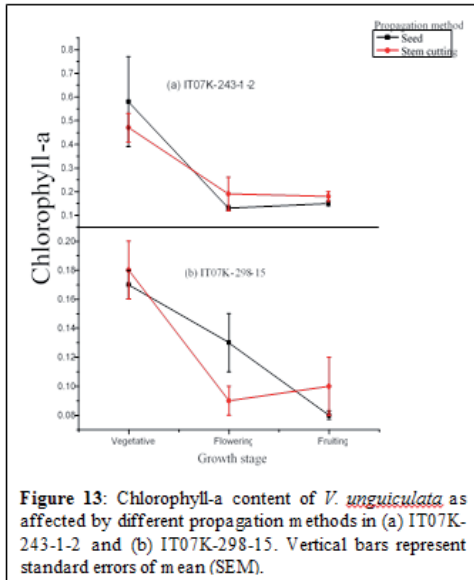 Propagation method
Seed
Stem cutting
Chlorophyll-a
0.8
0.7
0.6
0.5
0.4
0.3
0.2
0.1
(a) IT07K-243-1-2
0.20
0.18
0.16
0.14
0.12
0.10
0.08
(b) IT07K-298-15
Vegetative Flowering Fruiting
Growth stage
Figure 13: Chlorophyll-a content of V. unguiculata as
affected by different propagation methods in (a) IT07K-
243-1-2 and (b) IT07K-298-15. Vertical bars represent
standard errors of mean (SEM).